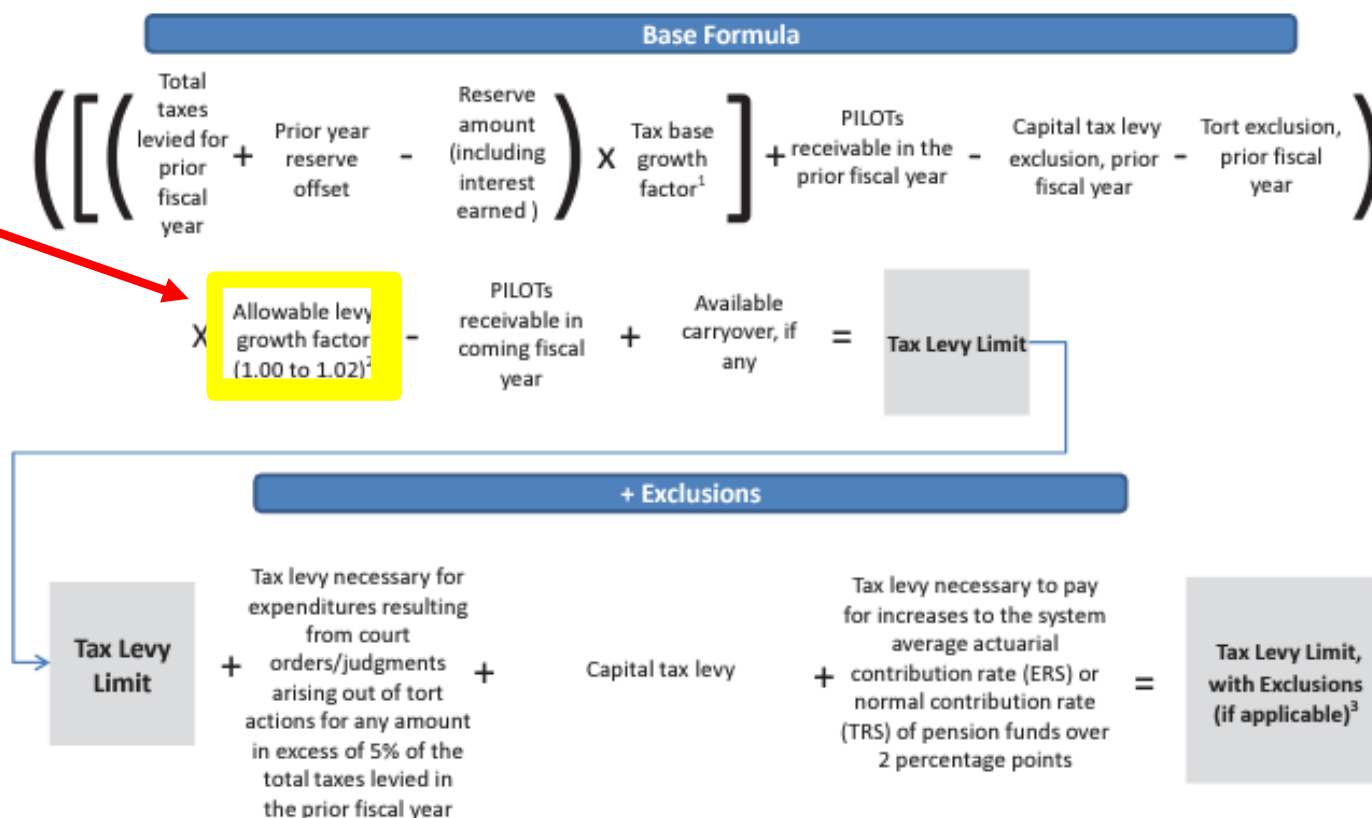 Base Formula
([(
Total
taxes
levied for
prior
fiscal
year
+
Prior year
reserve
offset
-
Reserve
amount
(including
interest
earned )
)
X
Tax base
growth
factor¹
]
+
PILOTs
receivable in the
prior fiscal year
-
Capital tax levy
exclusion, prior
fiscal year
-
Tort exclusion,
prior fiscal
year
)
X
Allowable levy
growth factor
(1.00 to 1.02)²
-
PILOTs
receivable in
coming fiscal
year
+
Available
carryover, if
any
=
Tax Levy Limit
+ Exclusions
Tax Levy
Limit
+
Tax levy necessary for
expenditures resulting
from court
orders/judgments
arising out of tort
actions for any amount
in excess of 5% of the
total taxes levied in
the prior fiscal year
+
Capital tax levy
+
Tax levy necessary to pay
for increases to the system
average actuarial
contribution rate (ERS) or
normal contribution rate
(TRS) of pension funds over
2 percentage points
=
Tax Levy Limit,
with Exclusions
(if applicable)³